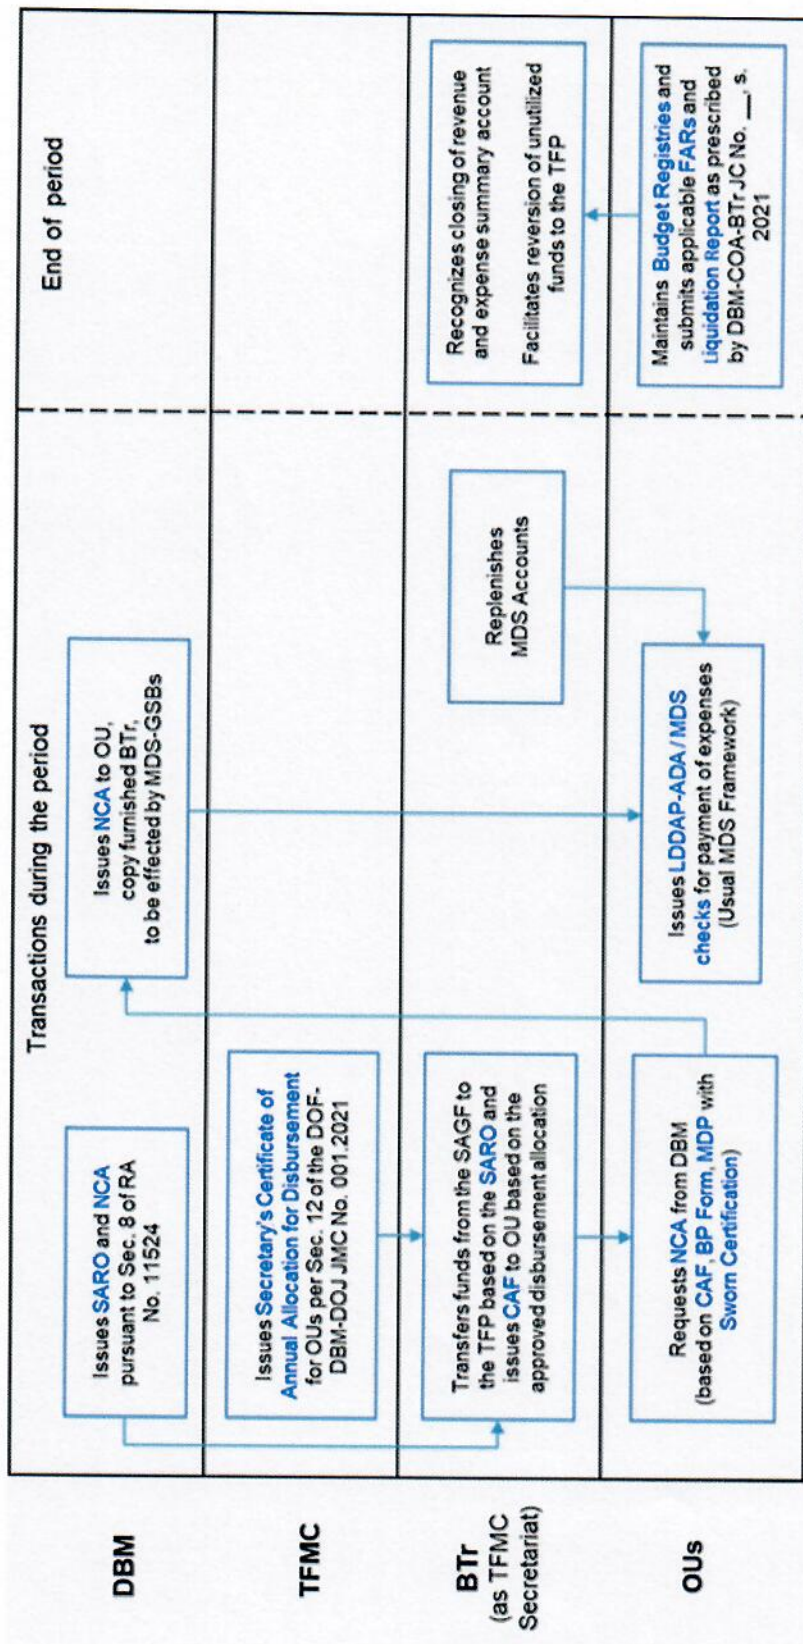 Transactions during the period
End of period
DBM
Issues SARO and NCA
pursuant to Sec. 8 of RA
No. 11524
Issues NCA to OU,
copy furnished BTr,
to be effected by MDS-GSBs
TFMC
Issues Secretary's Certificate of
Annual Allocation for Disbursement
for OUs per Sec. 12 of the DOF-
DBM-DOJ JMC No. 001.2021
BTr
(as TFMC
Secretariat)
Transfers funds from the SAGF to
the TFP based on the SARO and
issues CAF to OU based on the
approved disbursement allocation
Replenishes
MDS Accounts
Recognizes closing of revenue
and expense summary account
Facilitates reversion of unutilized
funds to the TFP
OUs
Requests NCA from DBM
(based on CAF, BP Form, MDP with
Sworn Certification)
Issues LDDAP-ADA / MDS
checks for payment of expenses
(Usual MDS Framework)
Maintains Budget Registries and
submits applicable FARs and
Liquidation Report as prescribed
by DBM-COA-BTr JC No. __, s.
2021